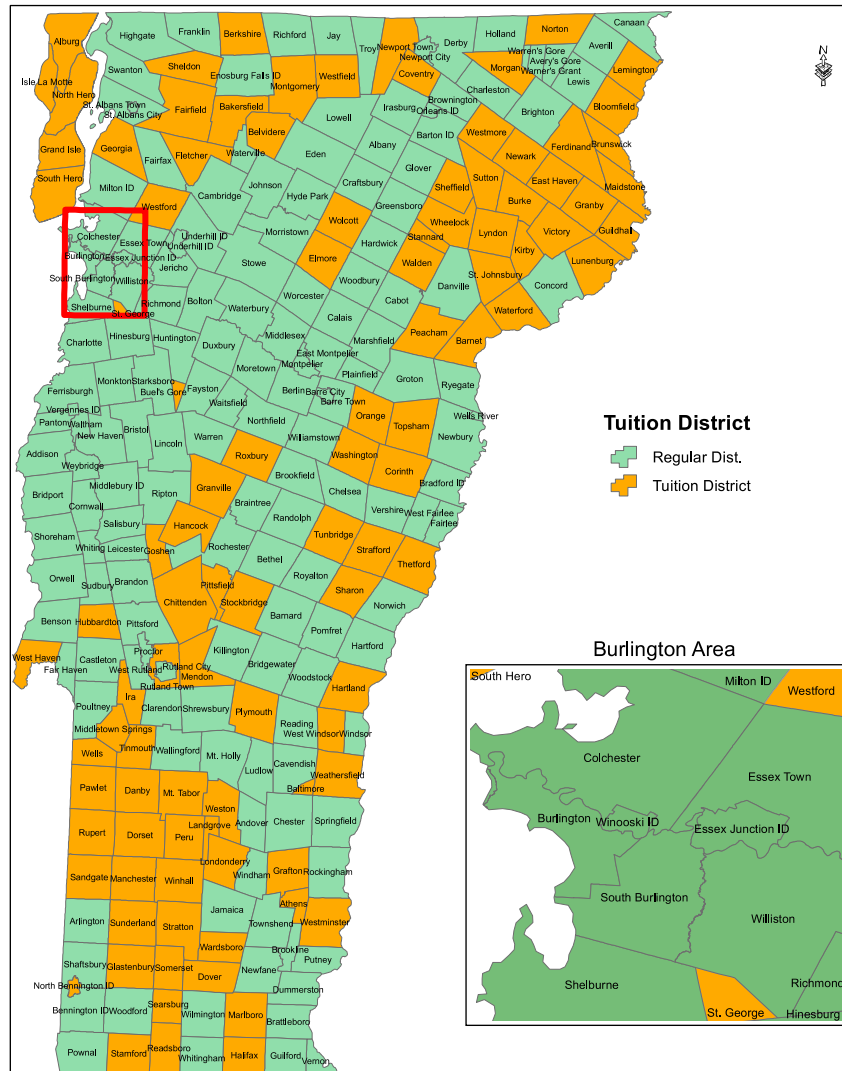 Alburg
Highgate
Franklin
Berkshire
Richford
Jay
Troy
Newport Town
Newport City
Derby
Holland
Norton
Canaan
Warren's Gore
Avery's Gore
Warner's Grant
Averill
Lewis
Lemington
Isle La Motte
North Hero
Swanton
Sheldon
Enosburg Falls ID
Montgomery
Westfield
Coventry
Morgan
Charleston
Brighton
Bloomfield
St. Albans Town
St. Albans City
Fairfield
Bakersfield
Belvidere
Lowell
Irasburg
Brownington
Orleans ID
Barton ID
Westmore
Newark
Ferdinand
Brunswick
Grand Isle
Georgia
Fairfax
Fletcher
Waterville
Eden
Albany
Glover
Sheffield
Sutton
East Haven
Maidstone
South Hero
Milton ID
Westford
Cambridge
Johnson
Hyde Park
Craftsbury
Greensboro
Wheelock
Burke
Granby
Guildhall
Colchester
Essex Town
Underhill ID
Underhill ID
Morristown
Wolcott
Hardwick
Stannard
Lyndon
Kirby
Victory
Lunenburg
Burlington
Essex Junction ID
Jericho
Stowe
Elmore
Woodbury
Walden
Danville
St. Johnsbury
Concord
South Burlington
Williston
Richmond
Bolton
Waterbury
Worcester
Calais
Cabot
Peacham
Waterford
Barnet
Shelburne
St. George
Charlotte
Hinesburg
Huntington
Duxbury
Middlesex
East Montpelier
Montpelier
Marshfield
Plainfield
Groton
Ryegate
Ferrisburgh
Monkton
Starksboro
Buel's Gore
Fayston
Moretown
Berlin
Barre City
Barre Town
Wells River
Vergennes ID
Panton
Waltham
New Haven
Bristol
Lincoln
Warren
Waitsfield
Northfield
Williamstown
Orange
Topsham
Newbury
Addison
Weybridge
Roxbury
Brookfield
Washington
Corinth
Bradford ID
Bridport
Middlebury ID
Cornwall
Ripton
Granville
Braintree
Chelsea
Vershire
West Fairlee
Fairlee
Shoreham
Salisbury
Whiting
Leicester
Goshen
Hancock
Rochester
Randolph
Tunbridge
Strafford
Thetford
Orwell
Sudbury
Brandon
Chittenden
Pittsfield
Stockbridge
Bethel
Royalton
Sharon
Norwich
Benson
Hubbardton
Pittsford
Barnard
Pomfret
Hartford
West Haven
Fair Haven
Castleton
West Rutland
Proctor
Rutland City
Rutland Town
Mendon
Killington
Bridgewater
Woodstock
Hartland
Poultney
Ira
Clarendon
Shrewsbury
Plymouth
Reading
West Windsor
Windsor
Middletown Springs
Wells
Tinmouth
Wallingford
Mt. Holly
Ludlow
Cavendish
Weathersfield
Baltimore
Pawlet
Danby
Mt. Tabor
Weston
Landgrove
Andover
Chester
Springfield
Rupert
Dorset
Peru
Londonderry
Windham
Grafton
Rockingham
Sandgate
Manchester
Winhall
Jamaica
Athens
Townshend
Westminster
Arlington
Sunderland
Stratton
Wardsboro
Brookline
Putney
Shaftsbury
Glastenbury
Somerset
Dover
Newfane
Dummerston
North Bennington ID
Bennington ID
Woodford
Searsburg
Wilmington
Marlboro
Brattleboro
Pownal
Stamford
Readsboro
Whitingham
Halifax
Guilford
Vernon
N
Tuition District
Regular Dist.
Tuition District
Burlington Area
South Hero
Milton ID
Westford
Colchester
Essex Town
Burlington
Winooski ID
Essex Junction ID
South Burlington
Williston
Shelburne
Richmond
St. George
Hinesburg